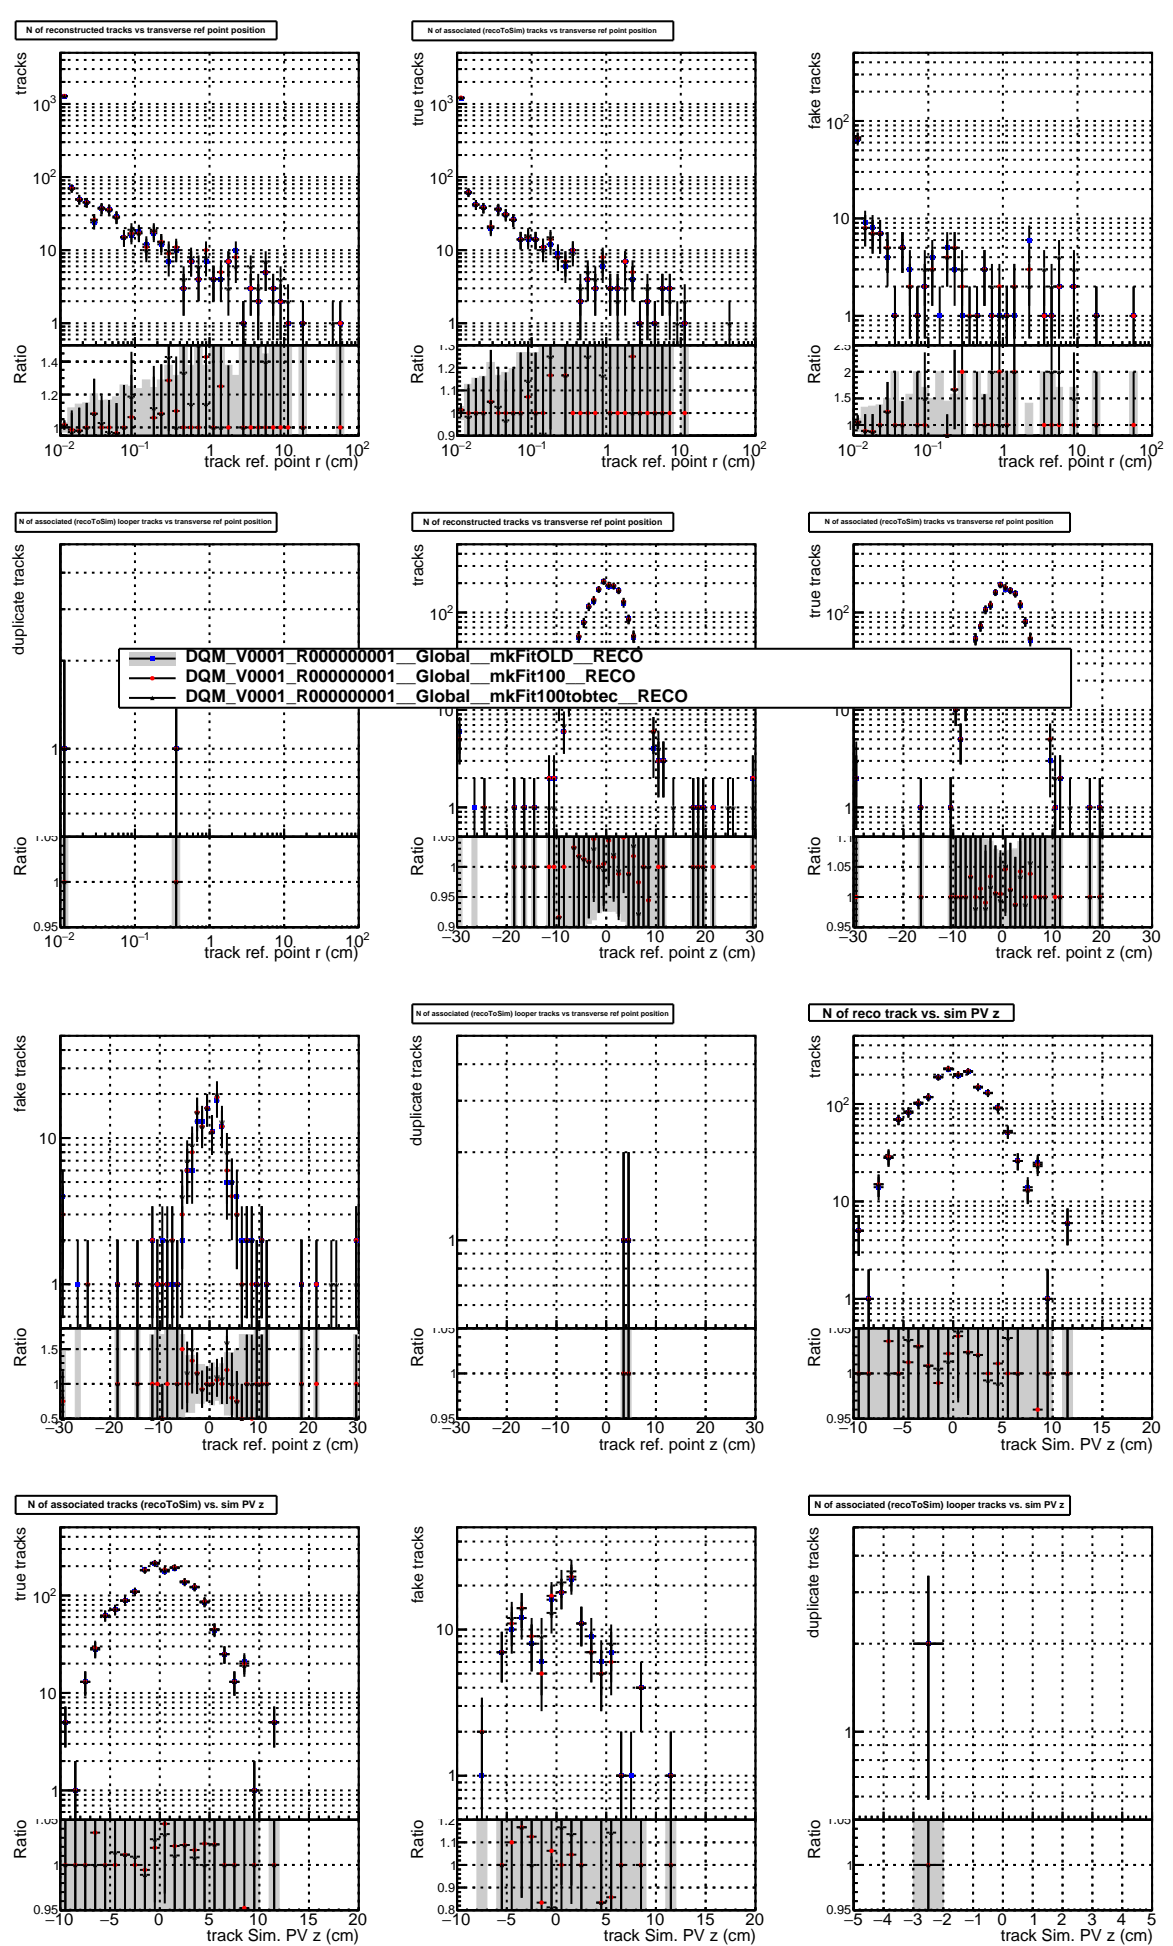 N of reconstructed tracks vs transverse ref point position
N of associated (recoToSim) tracks vs transverse ref point position
tracks
10³
10²
10
1
Ratio
1.4
1.2
1
10⁻² 10⁻¹ 1 10 10²
track ref. point r (cm)
true tracks
10³
10²
10
1
Ratio
1.3
1.2
1.1
1
0.9
10⁻² 10⁻¹ 1 10 10²
track ref. point r (cm)
fake tracks
10²
10
1
Ratio
2.5
2
1.5
1
10⁻² 10⁻¹ 1 10 10²
track ref. point r (cm)
N of associated (recoToSim) looper tracks vs transverse ref point position
N of reconstructed tracks vs transverse ref point position
N of associated (recoToSim) tracks vs transverse ref point position
duplicate tracks
1
Ratio
1.05
1
0.95
10⁻² 10⁻¹ 1 10 10²
track ref. point r (cm)
tracks
10²
10
1
Ratio
1.05
1
0.95
0.9
−30 −20 −10 0 10 20 30
track ref. point z (cm)
true tracks
10²
10
1
Ratio
1.1
1.05
1
0.95
−30 −20 −10 0 10 20 30
track ref. point z (cm)
DQM_V0001_R000000001__Global__mkFitOLD__RECO
DQM_V0001_R000000001__Global__mkFit100__RECO
DQM_V0001_R000000001__Global__mkFit100tobtec__RECO
N of associated (recoToSim) looper tracks vs transverse ref point position
N of reco track vs. sim PV z
fake tracks
10
1
Ratio
1.5
1
0.5
−30 −20 −10 0 10 20 30
track ref. point z (cm)
duplicate tracks
1
Ratio
1.05
1
0.95
−30 −20 −10 0 10 20 30
track ref. point z (cm)
tracks
10²
10
1
Ratio
1.05
1
0.95
−10 −5 0 5 10 15 20
track Sim. PV z (cm)
N of associated tracks (recoToSim) vs. sim PV z
N of associated (recoToSim) looper tracks vs. sim PV z
true tracks
10²
10
1
Ratio
1.05
1
0.95
−10 −5 0 5 10 15 20
track Sim. PV z (cm)
fake tracks
10
1
Ratio
1.2
1.1
1
0.9
0.8
−10 −5 0 5 10 15 20
track Sim. PV z (cm)
duplicate tracks
1
Ratio
1.05
1
0.95
−5 −4 −3 −2 −1 0 1 2 3 4 5
track Sim. PV z (cm)